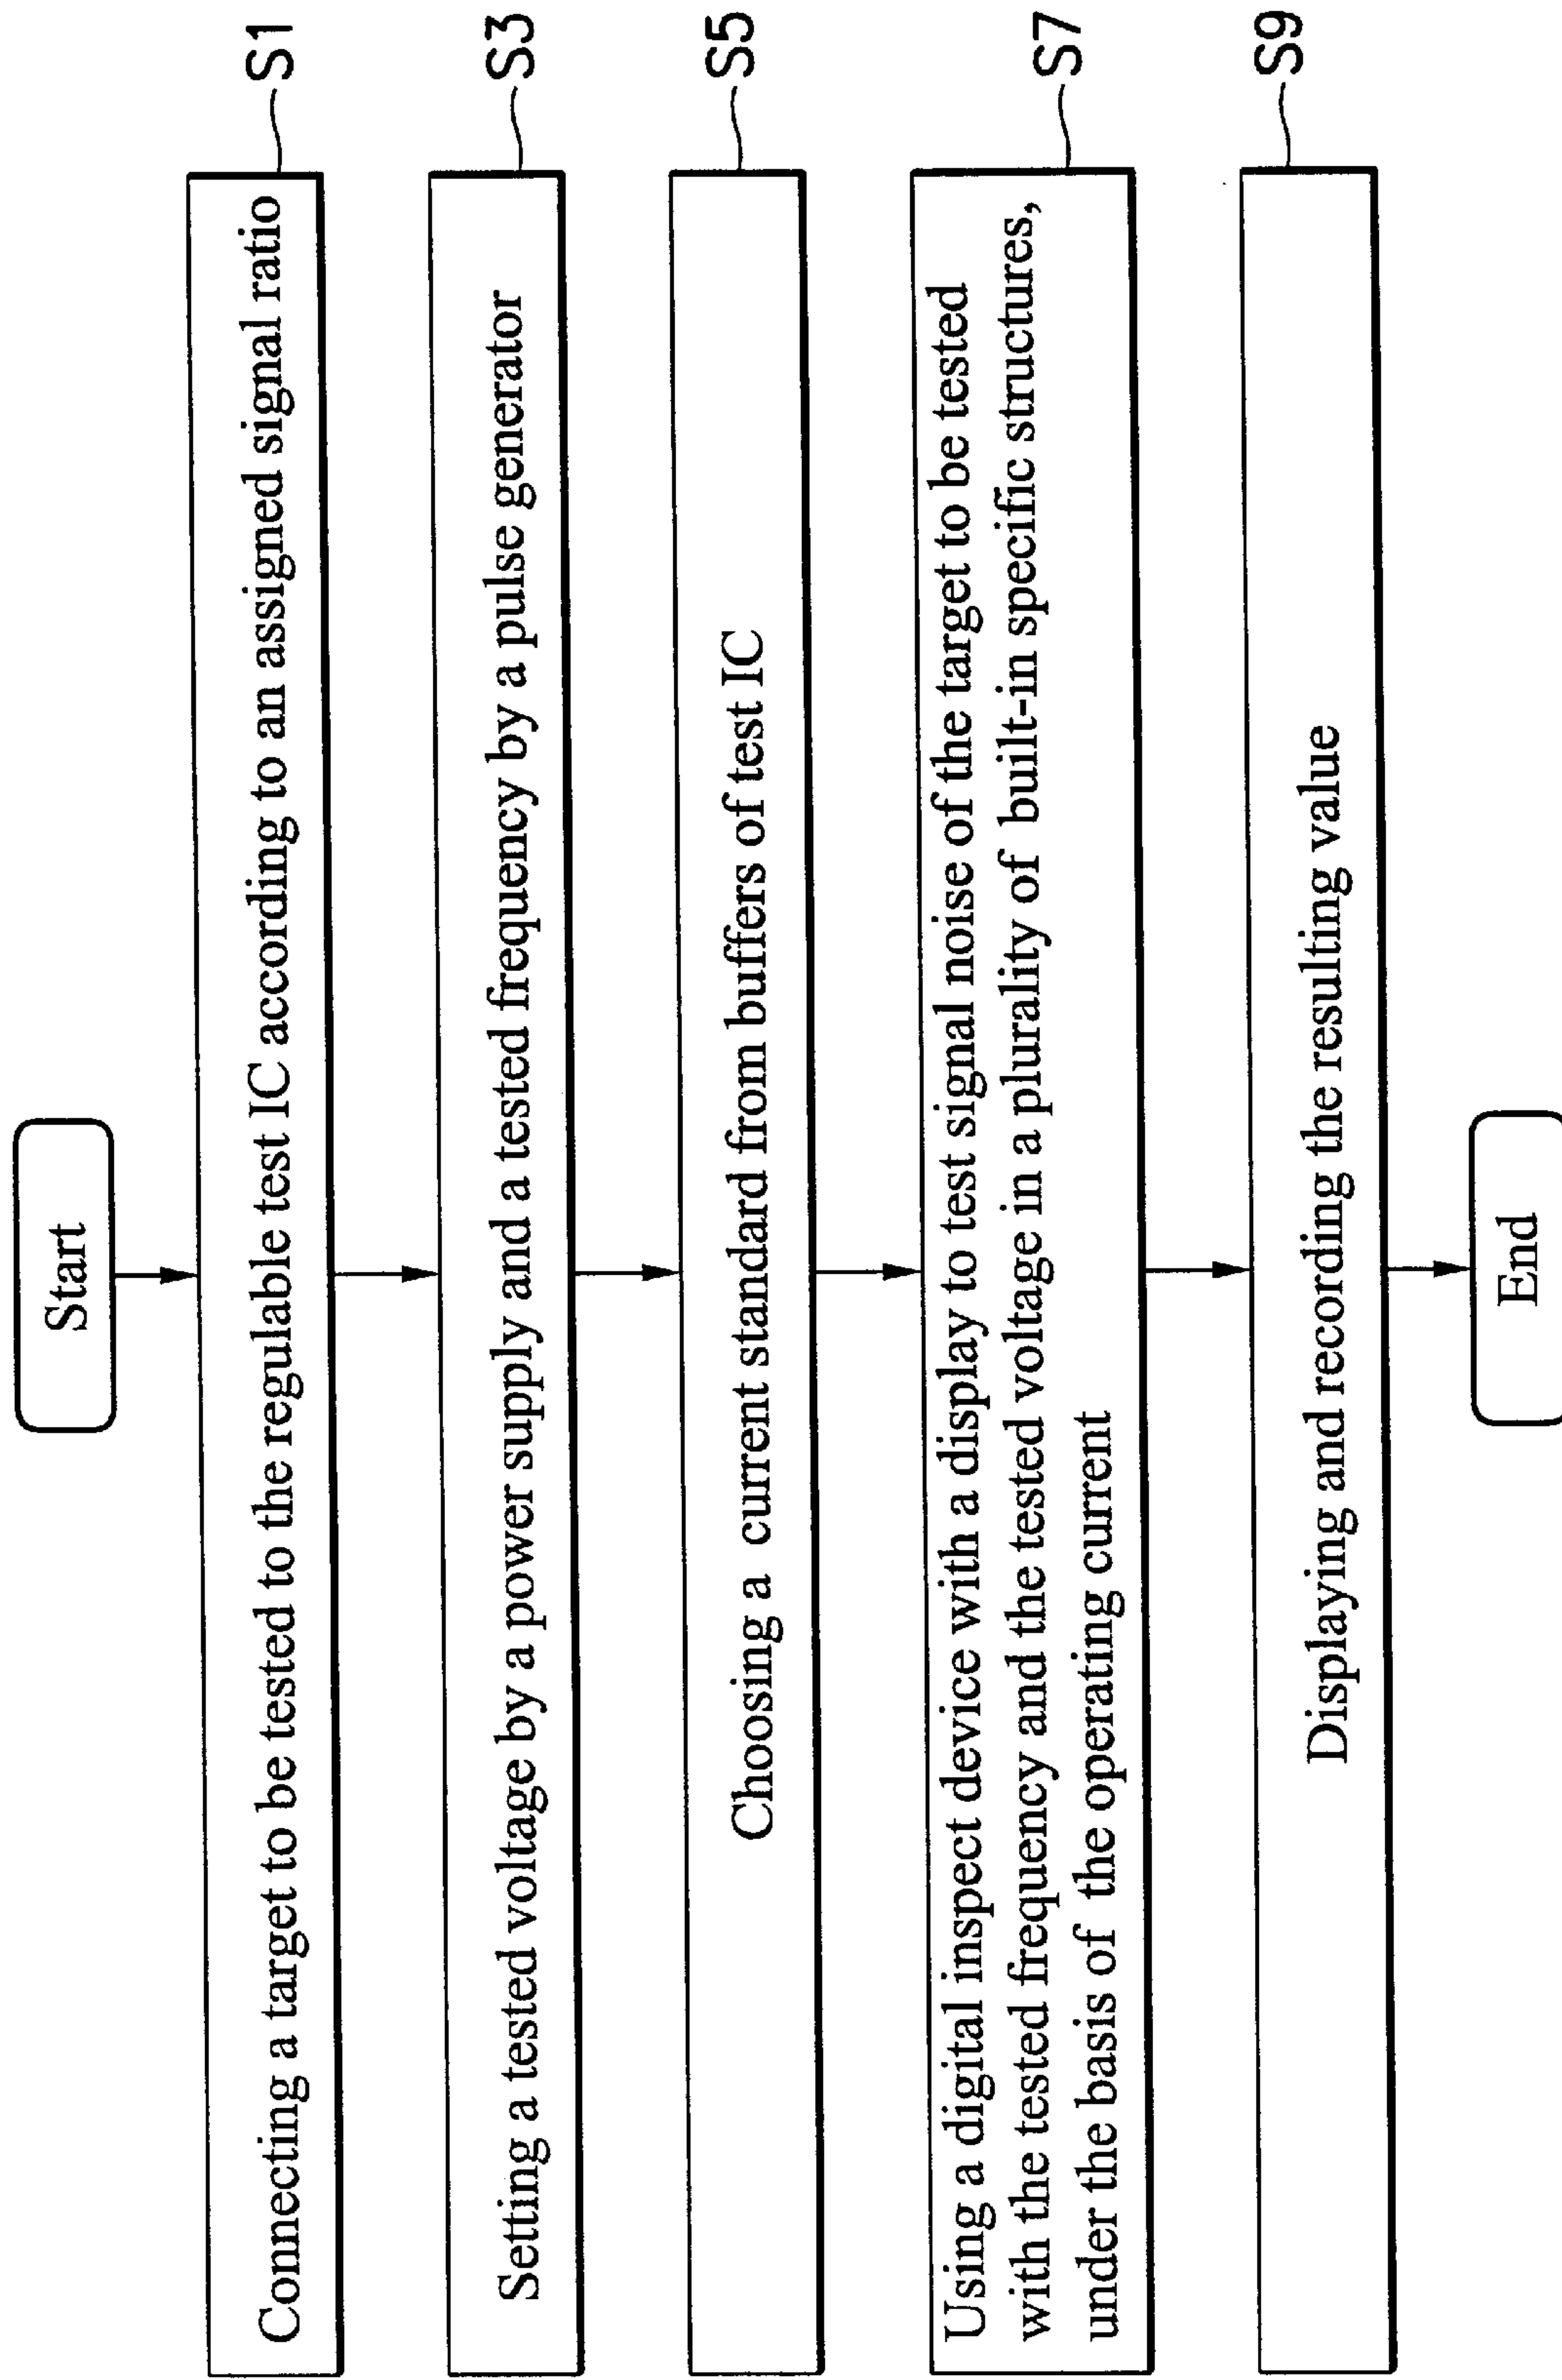 Start
Connecting a target to be tested to the regulable test IC according to an assigned signal ratio
S1
Setting a tested voltage by a power supply and a tested frequency by a pulse generator
S3
Choosing a current standard from buffers of test IC
S5
Using a digital inspect device with a display to test signal noise of the target to be tested
with the tested frequency and the tested voltage in a plurality of built-in specific structures,
under the basis of the operating current
S7
Displaying and recording the resulting value
S9
End